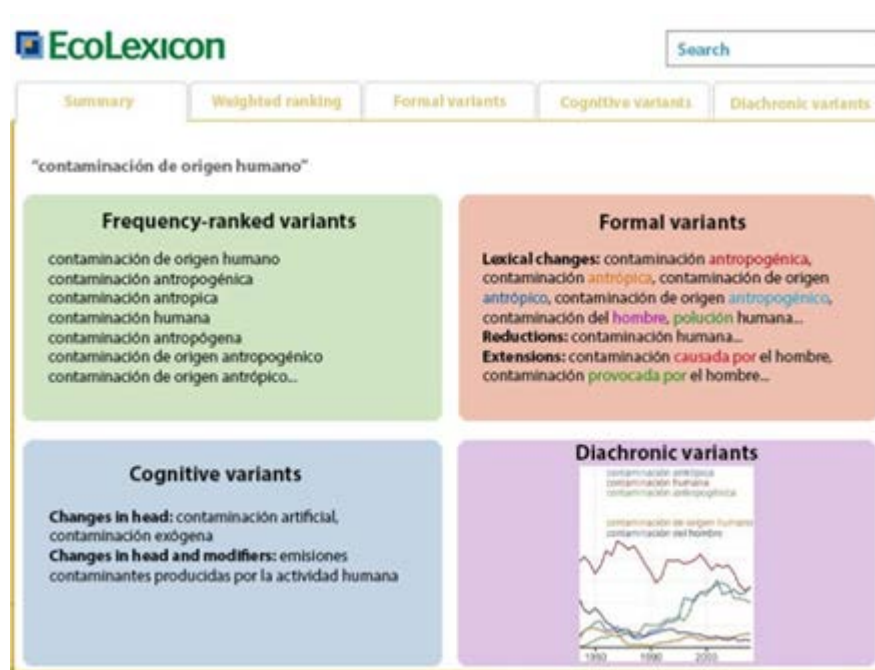 EcoLexicon
Search
Summary
Weighted ranking
Formal variants
Cognitive variants
Diachronic variants
"contaminación de origen humano"
Frequency-ranked variants
contaminación de origen humano
contaminación antropogénica
contaminación antropica
contaminación humana
contaminación antropógena
contaminación de origen antropogénico
contaminación de origen antrópico...
Formal variants
Lexical changes: contaminación antropogénica,
contaminación antrópica, contaminación de origen
antrópico, contaminación de origen antropogénico,
contaminación del hombre, polución humana...
Reductions: contaminación humana...
Extensions: contaminación causada por el hombre,
contaminación provocada por el hombre...
Cognitive variants
Changes in head: contaminación artificial,
contaminación exógena
Changes in head and modifiers: emisiones
contaminantes producidas por la actividad humana
Diachronic variants
contaminación antrópica
contaminación humana
contaminación antropogénica
contaminación de origen humano
contaminación del hombre
1990